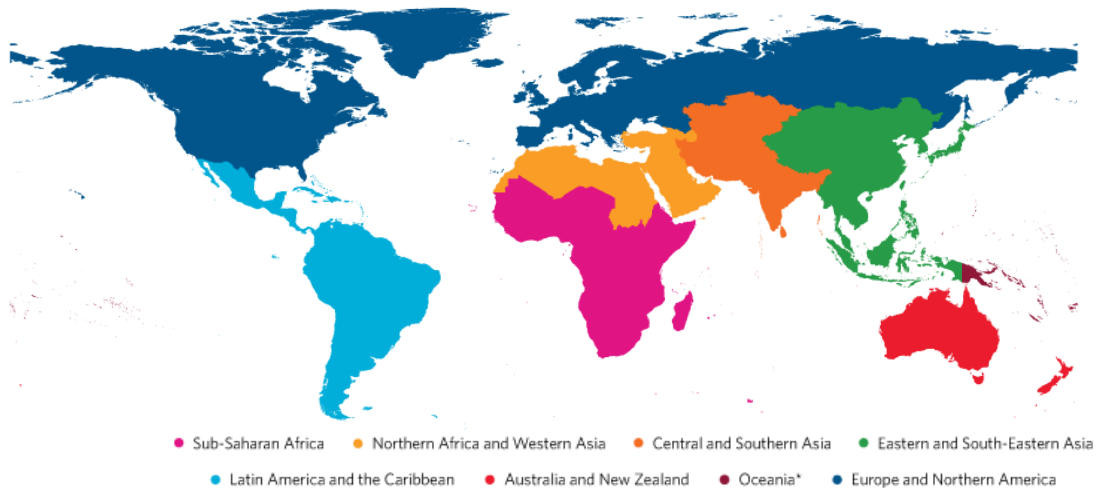 Sub-Saharan Africa Northern Africa and Western Asia Central and Southern Asia Eastern and South-Eastern Asia
Latin America and the Caribbean Australia and New Zealand Oceania* Europe and Northern America